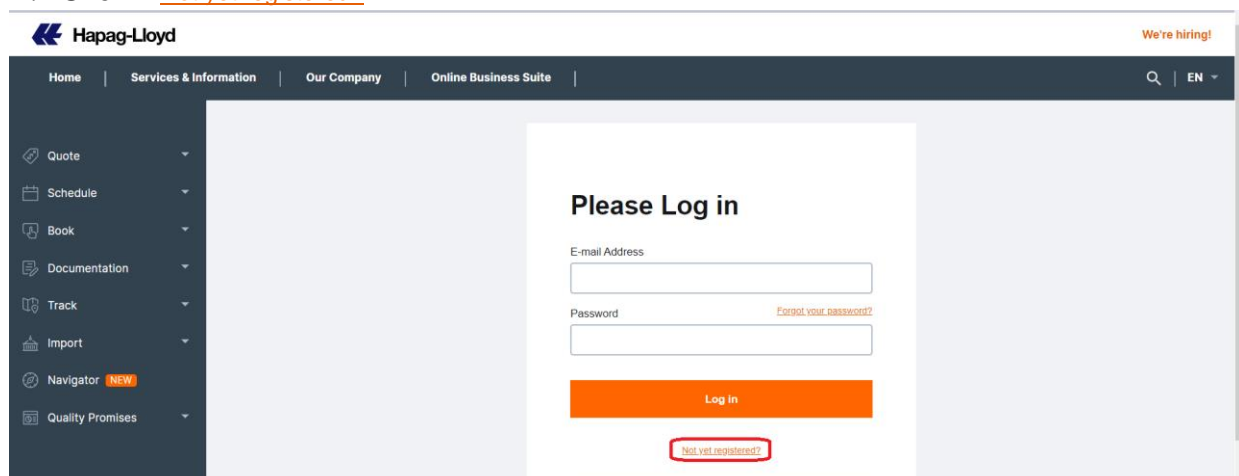 Hapag-Lloyd
We're hiring!
Home | Services & Information | Our Company | Online Business Suite |
EN
Quote
Schedule
Book
Documentation
Track
Import
Navigator NEW
Quality Promises
Please Log in
E-mail Address
Password
Forgot your password?
Log in
Not yet registered?